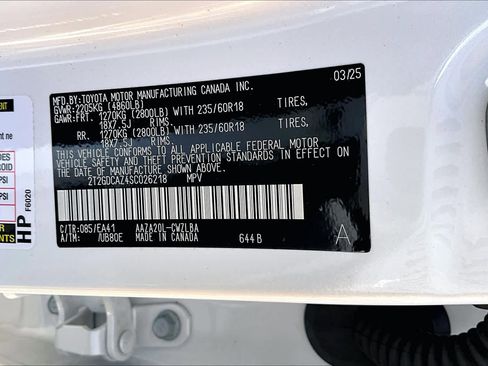 MFD.BY:TOYOTA MOTOR MANUFACTURING CANADA INC. 03/25
GVWR:2205KG (4860LB)
GAWR:FRT. 1270KG (2800LB) WITH 235/60R18 TIRES,
18X7.5J RIMS.
RR. 1270KG (2800LB) WITH 235/60R18 TIRES,
18X7.5J RIMS.
THIS VEHICLE CONFORMS TO ALL APPLICABLE FEDERAL MOTOR
VEHICLE SAFETY AND THEFT PREVENTION STANDARDS IN EFFECT ON
THE DATE OF MANUFACTURE SHOWN ABOVE.
2T2GDCAZ4SC026218 MPV
C/TR:085/EA41 AAZA20L-CWZLBA
A/TM: /UB80E MADE IN CANADA 644B
A
PSI
PSI
HP
F6020